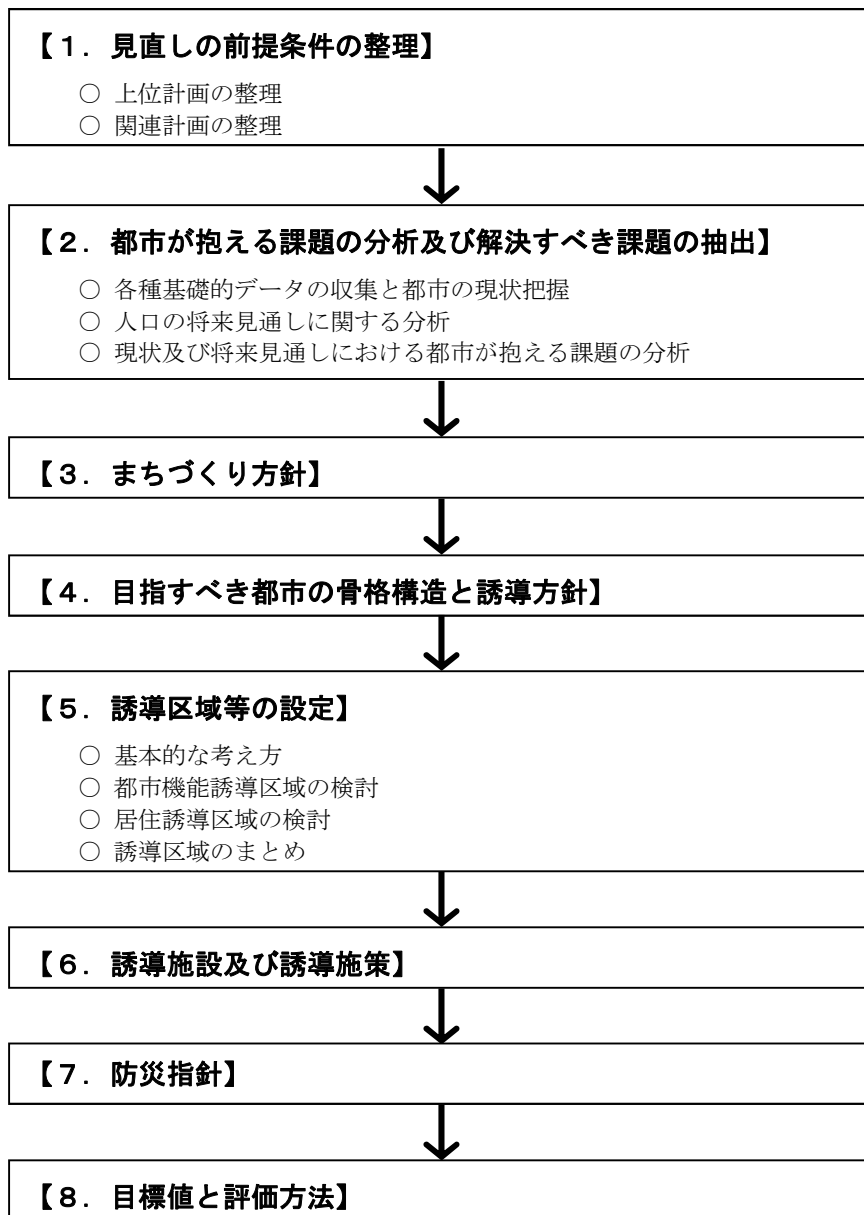 【１．見直しの前提条件の整理】
○ 上位計画の整理
○ 関連計画の整理
【２．都市が抱える課題の分析及び解決すべき課題の抽出】
○ 各種基礎的データの収集と都市の現状把握
○ 人口の将来見通しに関する分析
○ 現状及び将来見通しにおける都市が抱える課題の分析
【３．まちづくり方針】
【４．目指すべき都市の骨格構造と誘導方針】
【５．誘導区域等の設定】
○ 基本的な考え方
○ 都市機能誘導区域の検討
○ 居住誘導区域の検討
○ 誘導区域のまとめ
【６．誘導施設及び誘導施策】
【７．防災指針】
【８．目標値と評価方法】